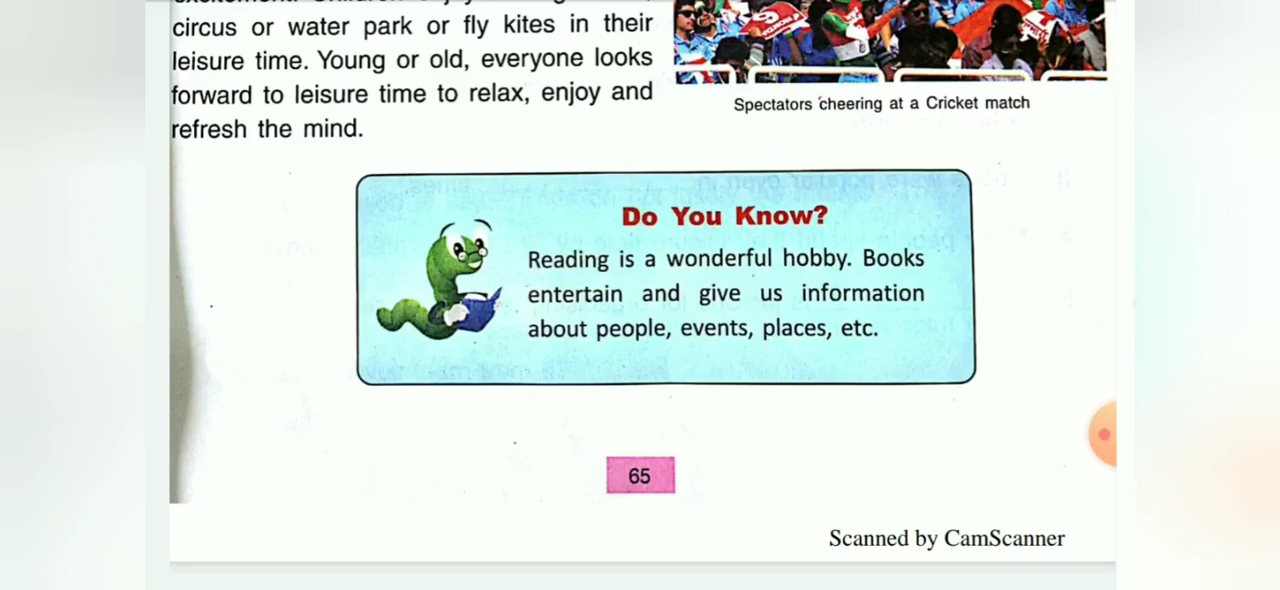 circus or water park or fly kites in their
leisure time. Young or old, everyone looks
forward to leisure time to relax, enjoy and
refresh the mind.
Spectators cheering at a Cricket match
Do You Know?
Reading is a wonderful hobby. Books
entertain and give us information
about people, events, places, etc.
65
Scanned by CamScanner